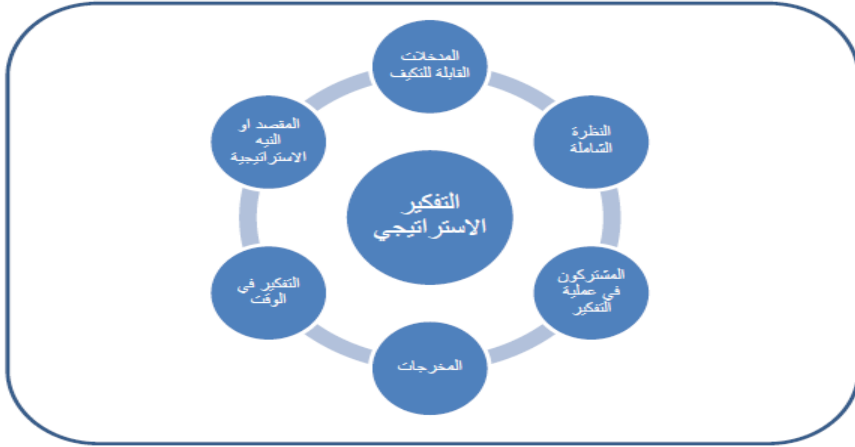 المدخلات
القابلة للتكيف
النظرة
الشاملة
المشتركون
في عملية
التفكير
المخرجات
التفكير في
الوقت
المقصد او
النيه
الاستراتيجية
التفكير
الاستراتيجي